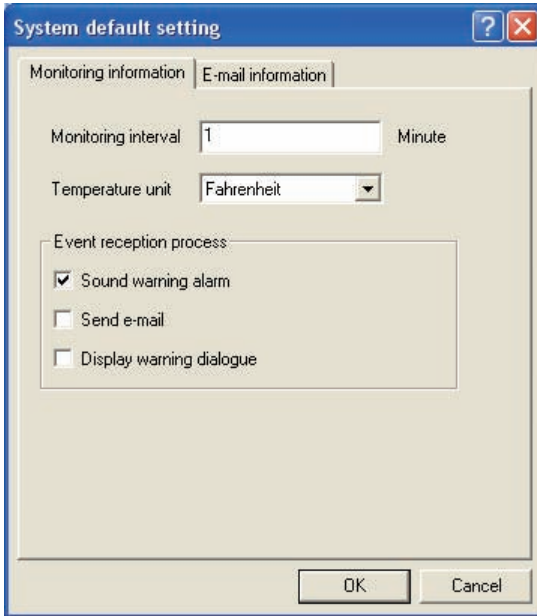 System default setting
Monitoring information E-mail information
Monitoring interval 1 Minute
Temperature unit Fahrenheit
Event reception process
Sound warning alarm
Send e-mail
Display warning dialogue
OK Cancel